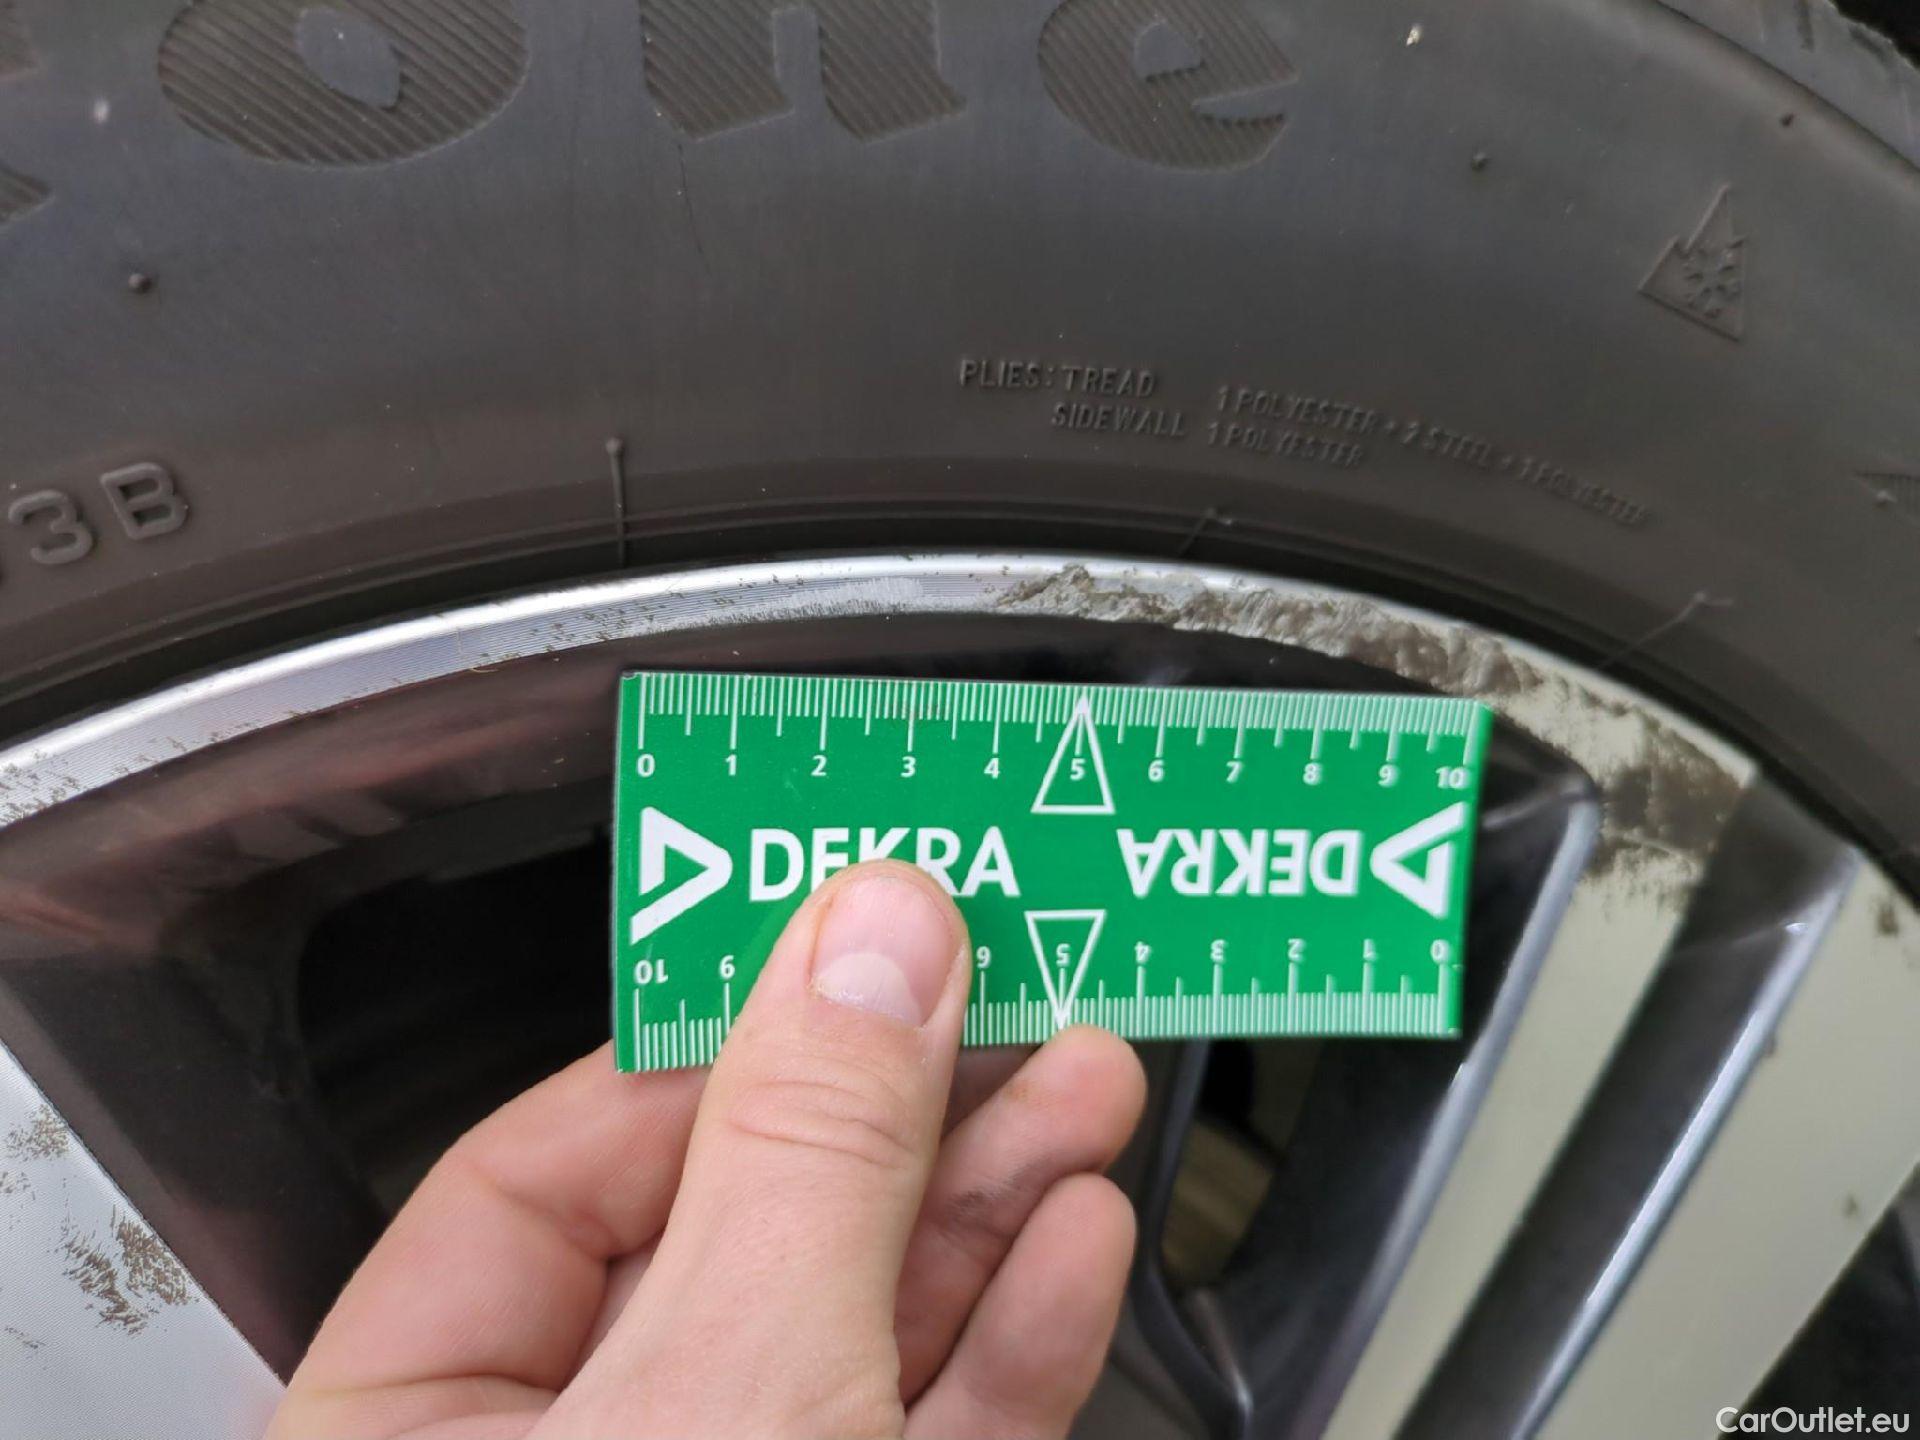 one
3B
PLIES: TREAD 1 POLYESTER + 2 STEEL + 1 POLYESTER
SIDEWALL 1 POLYESTER
0 1 2 3 4 5 6 7 8 9 10
DEKRA DEKRA
10 9 6 5 4 3 2 1 0
CarOutlet.eu